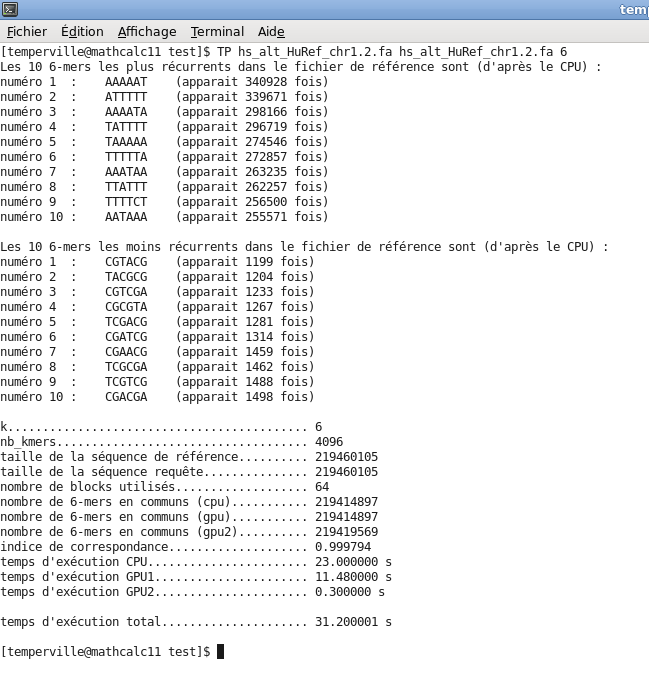 temp
Fichier Édition Affichage Terminal Aide
[temperville@mathcalc11 test]$ TP hs_alt_HuRef_chr1.2.fa hs_alt_HuRef_chr1.2.fa 6
Les 10 6-mers les plus récurrents dans le fichier de référence sont (d'après le CPU) :
numéro 1  :    AAAAAT    (apparait 340928 fois)
numéro 2  :    ATTTTT    (apparait 339671 fois)
numéro 3  :    AAAATA    (apparait 298166 fois)
numéro 4  :    TATTTT    (apparait 296719 fois)
numéro 5  :    TAAAAA    (apparait 274546 fois)
numéro 6  :    TTTTTA    (apparait 272857 fois)
numéro 7  :    AAATAA    (apparait 263235 fois)
numéro 8  :    TTATTT    (apparait 262257 fois)
numéro 9  :    TTTTCT    (apparait 256500 fois)
numéro 10 :    AATAAA    (apparait 255571 fois)
Les 10 6-mers les moins récurrents dans le fichier de référence sont (d'après le CPU) :
numéro 1  :    CGTACG    (apparait 1199 fois)
numéro 2  :    TACGCG    (apparait 1204 fois)
numéro 3  :    CGTCGA    (apparait 1233 fois)
numéro 4  :    CGCGTA    (apparait 1267 fois)
numéro 5  :    TCGACG    (apparait 1281 fois)
numéro 6  :    CGATCG    (apparait 1314 fois)
numéro 7  :    CGAACG    (apparait 1459 fois)
numéro 8  :    TCGCGA    (apparait 1462 fois)
numéro 9  :    TCGTCG    (apparait 1488 fois)
numéro 10 :    CGACGA    (apparait 1498 fois)
k........................................... 6
nb_kmers.................................... 4096
taille de la séquence de référence.......... 219460105
taille de la séquence requête............... 219460105
nombre de blocks utilisés................... 64
nombre de 6-mers en communs (cpu)........... 219414897
nombre de 6-mers en communs (gpu)........... 219414897
nombre de 6-mers en communs (gpu2).......... 219419569
indice de correspondance.................... 0.999794
temps d'exécution CPU....................... 23.000000 s
temps d'exécution GPU1...................... 11.480000 s
temps d'exécution GPU2...................... 0.300000 s
temps d'exécution total..................... 31.200001 s
[temperville@mathcalc11 test]$